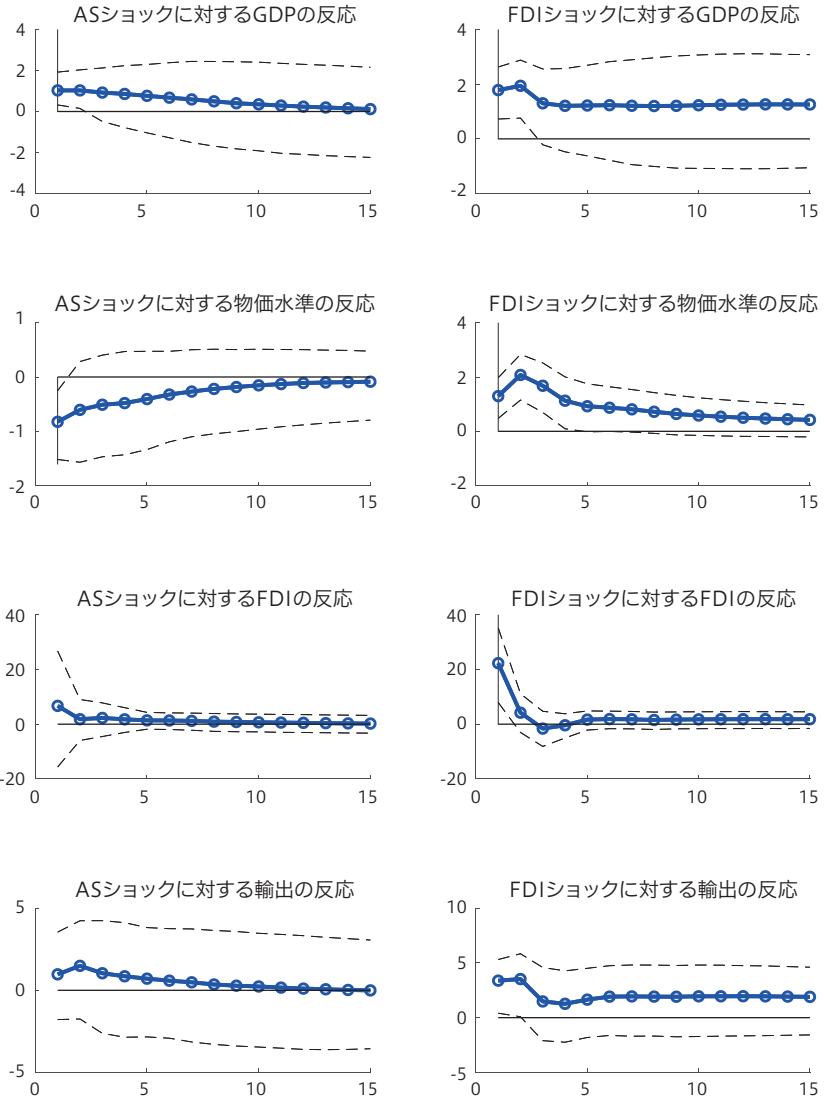 ASショックに対するGDPの反応
4
2
0
-2
-4
0 5 10 15
FDIショックに対するGDPの反応
4
2
0
-2
0 5 10 15
ASショックに対する物価水準の反応
1
0
-1
-2
0 5 10 15
FDIショックに対する物価水準の反応
4
2
0
-2
0 5 10 15
ASショックに対するFDIの反応
40
20
0
-20
0 5 10 15
FDIショックに対するFDIの反応
40
20
0
-20
0 5 10 15
ASショックに対する輸出の反応
5
0
-5
0 5 10 15
FDIショックに対する輸出の反応
10
5
0
-5
0 5 10 15